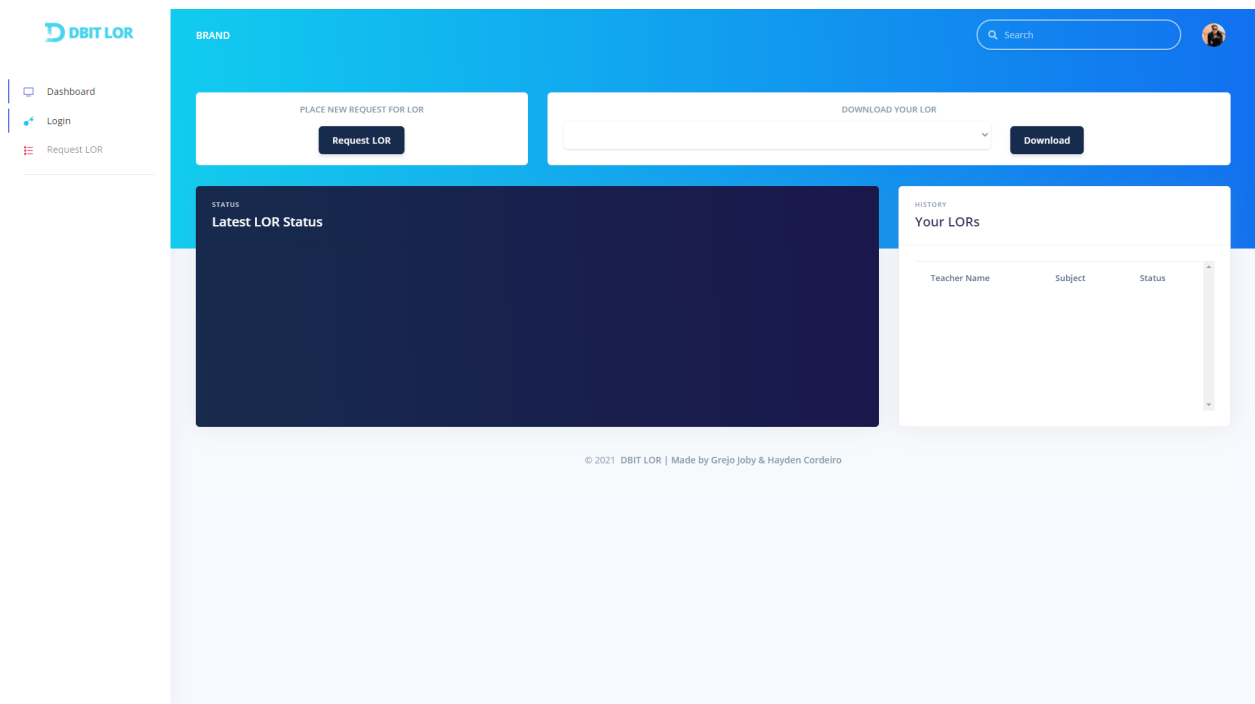 DBIT LOR
Dashboard
Login
Request LOR
BRAND
Search
PLACE NEW REQUEST FOR LOR
Request LOR
DOWNLOAD YOUR LOR
Download
STATUS
Latest LOR Status
HISTORY
Your LORs
Teacher Name Subject Status
© 2021 DBIT LOR | Made by Grejo Joby & Hayden Cordeiro